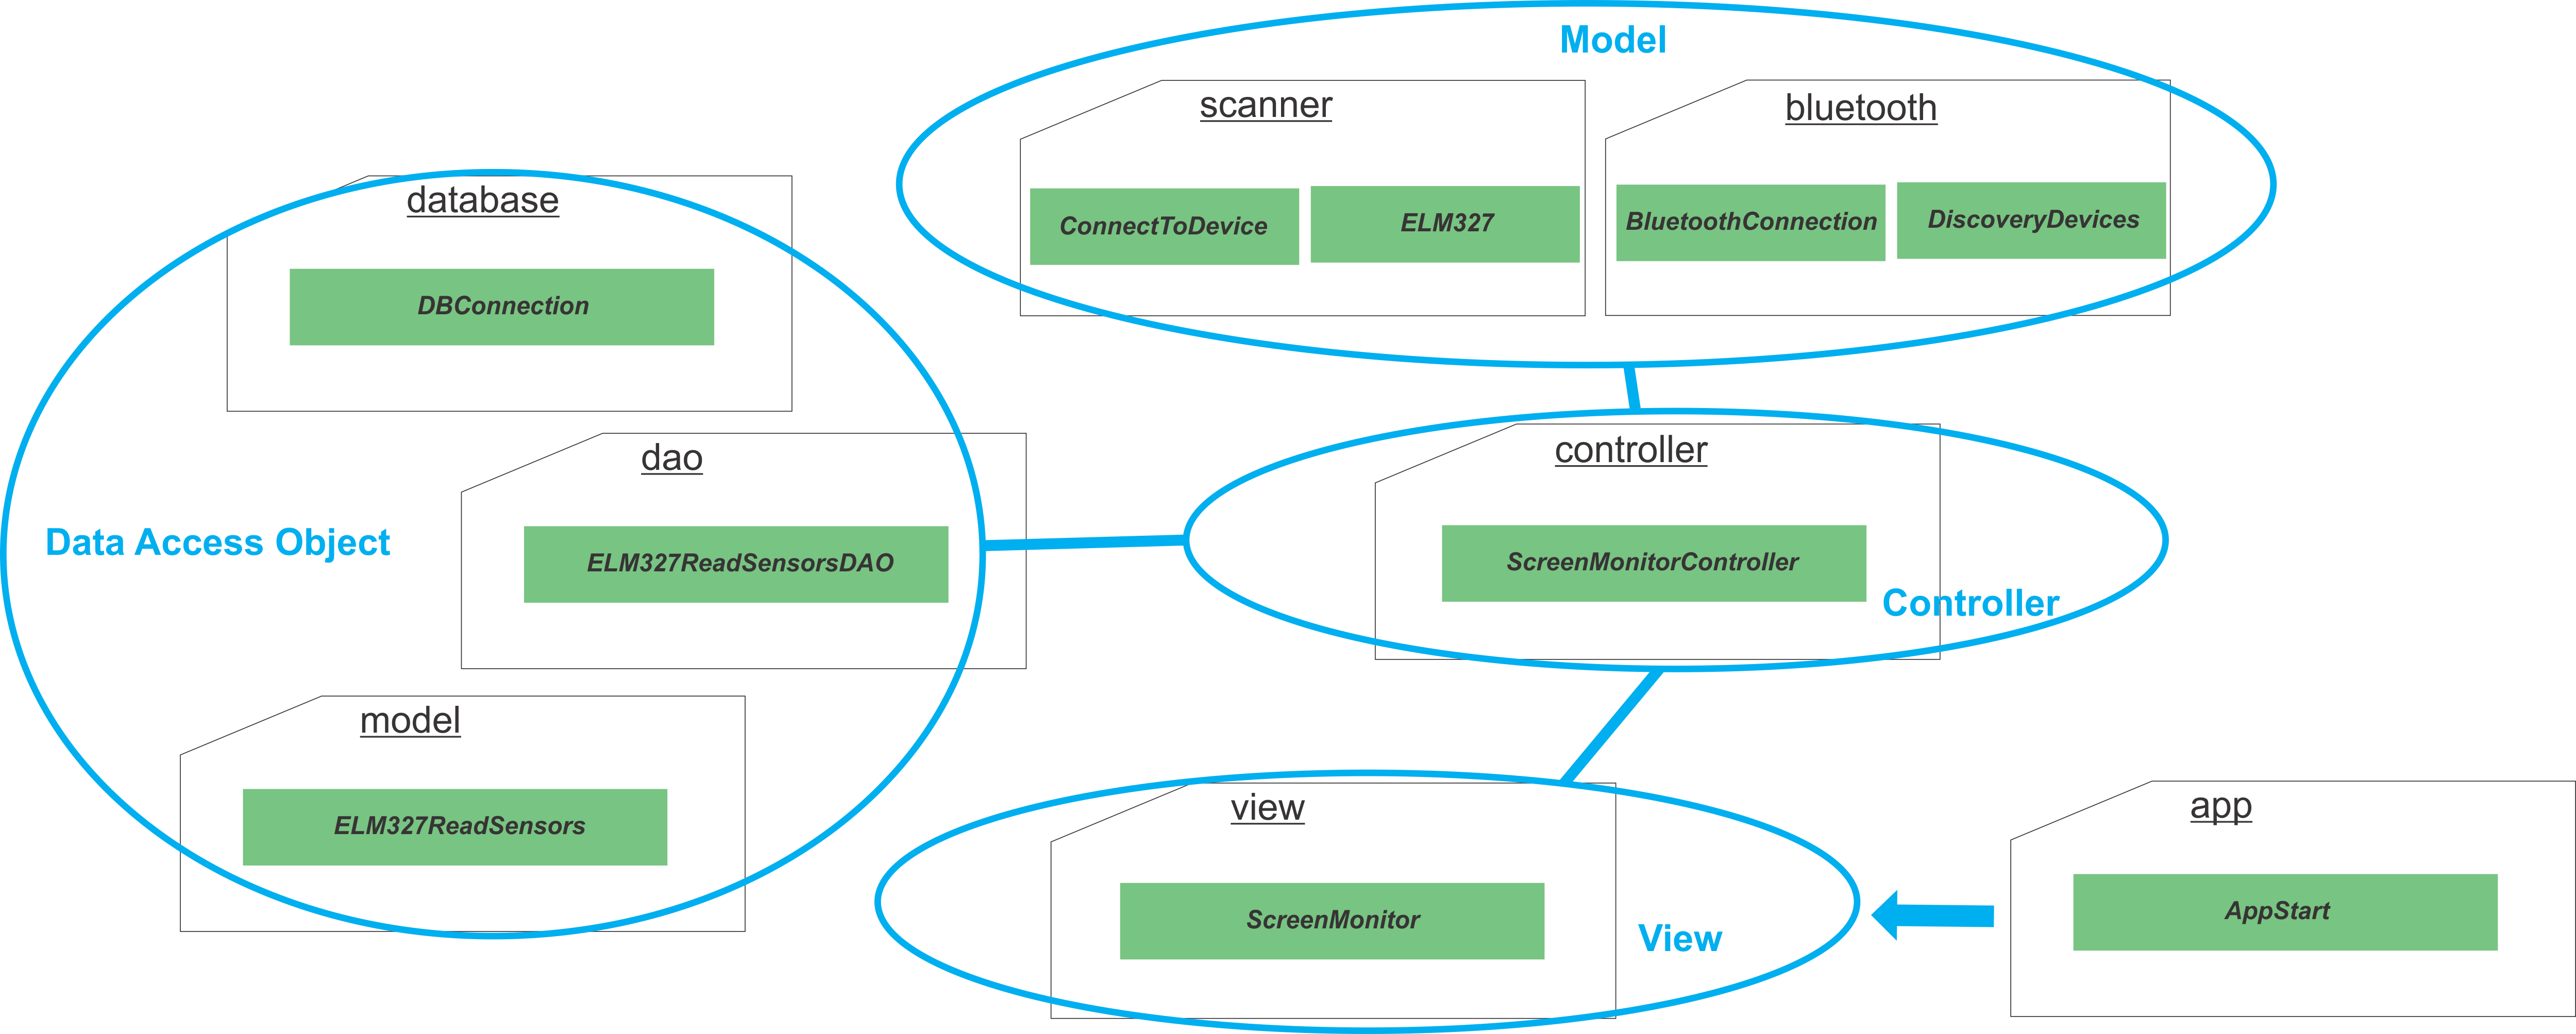 Model
scanner
ConnectToDevice
ELM327
bluetooth
BluetoothConnection
DiscoveryDevices
database
DBConnection
dao
ELM327ReadSensorsDAO
Data Access Object
model
ELM327ReadSensors
controller
ScreenMonitorController
Controller
view
ScreenMonitor
View
app
AppStart